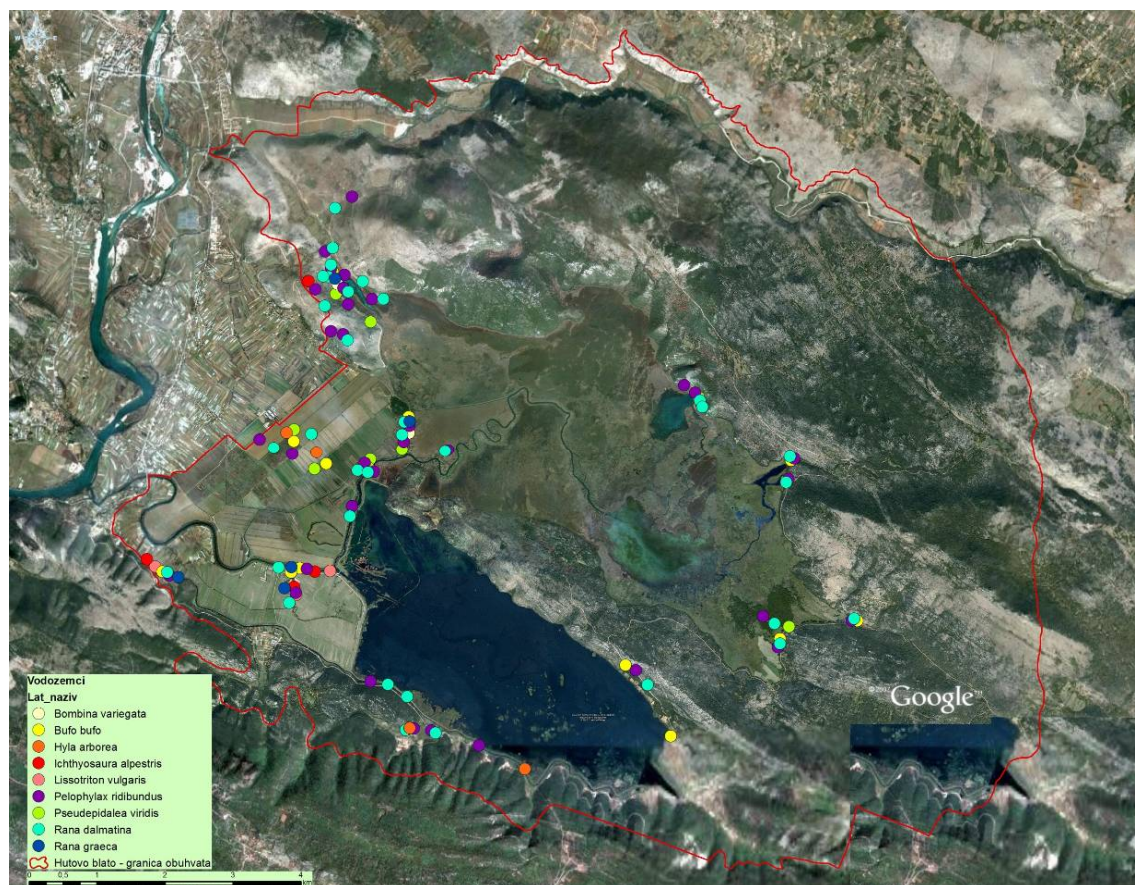 Google™
Vodozemci
Lat_naziv
Bombina variegata
Bufo bufo
Hyla arborea
Ichthyosaura alpestris
Lissotriton vulgaris
Pelophylax ridibundus
Pseudepidalea viridis
Rana dalmatina
Rana graeca
Hutovo blato - granica obuhvata
0 0,5 1 2 3 4